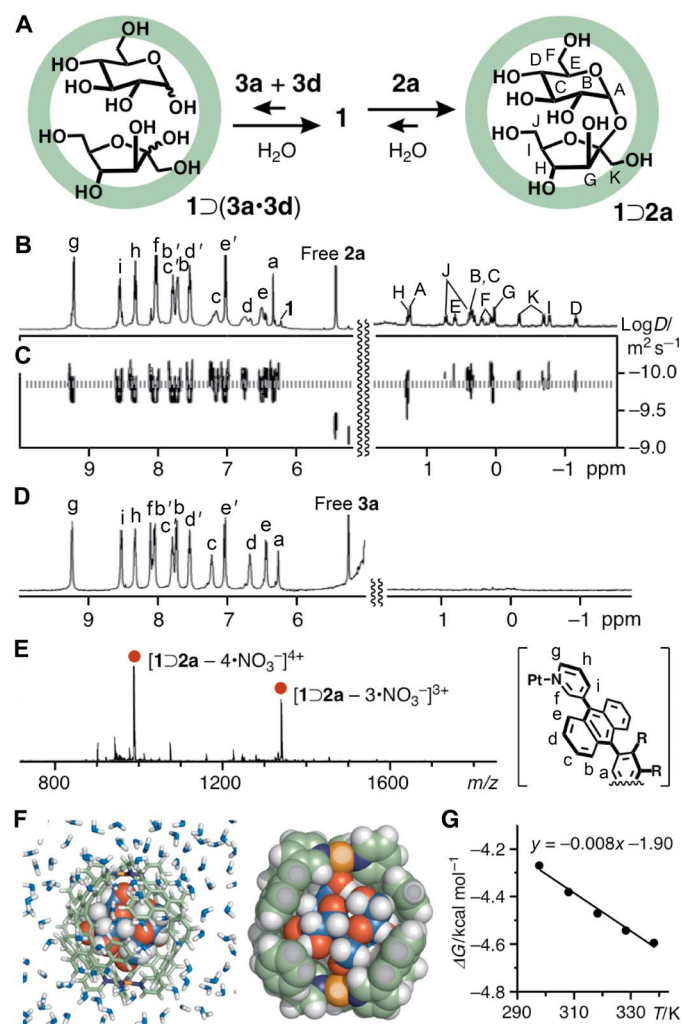 A
OH
HO
O
HO
HO
OH
HO
O
OH
OH
HO
OH
1⊃(3a•3d)
3a + 3d
H₂O
1
2a
H₂O
OH
F
D
E
O
HO
C
B
A
HO
HO
J
OH
O
HO
O
I
H
OH
HO
G
K
1⊃2a
B
g
i
h
f
b′
c′
b
d′
c
e′
d
e
a
1
Free 2a
H
A
J
E
B, C
F
G
K
I
D
LogD/
m² s⁻¹
C
−10.0
−9.5
−9.0
9
8
7
6
1
0
−1 ppm
D
g
i
h
f
b′
c′
b
d′
c
e′
d
e
a
Free 3a
9
8
7
6
1
0
−1 ppm
E
[1⊃2a − 4•NO₃⁻]⁴⁺
[1⊃2a − 3•NO₃⁻]³⁺
800
1200
1600
m/z
g
h
Pt-N
i
f
e
d
c
b
a
R
R
F
G
y = −0.008x −1.90
ΔG/kcal mol⁻¹
−4.2
−4.4
−4.6
−4.8
290
310
330
T/K